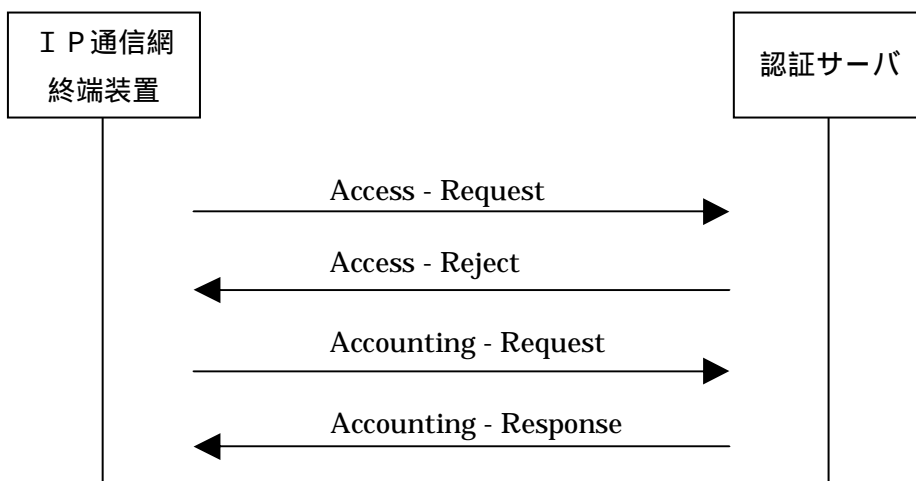 ＩＰ通信網
終端装置
認証サーバ
Access - Request
Access - Reject
Accounting - Request
Accounting - Response